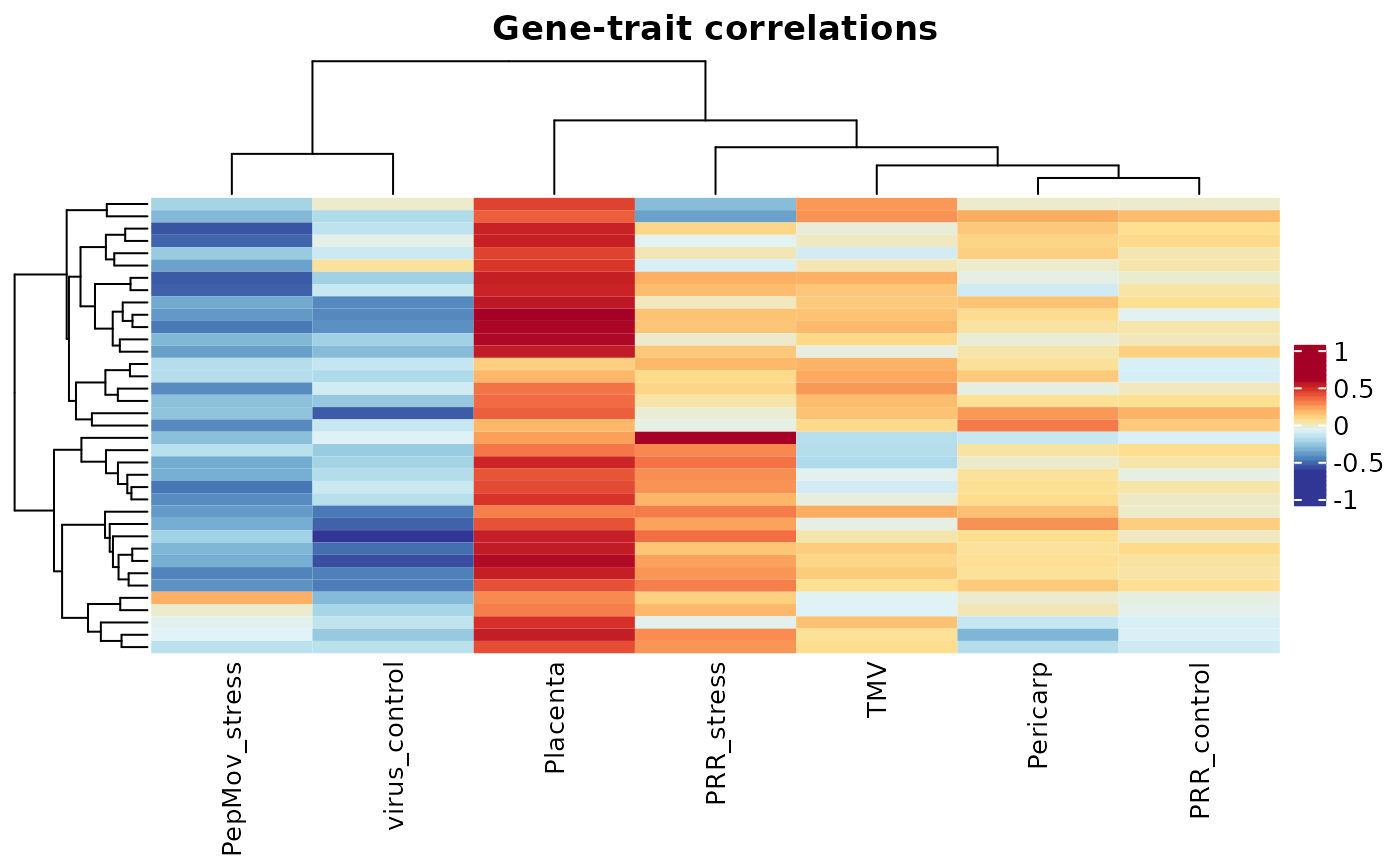 Gene-trait correlations
1
0.5
0
-0.5
-1
PepMov_stress
virus_control
Placenta
PRR_stress
TMV
Pericarp
PRR_control